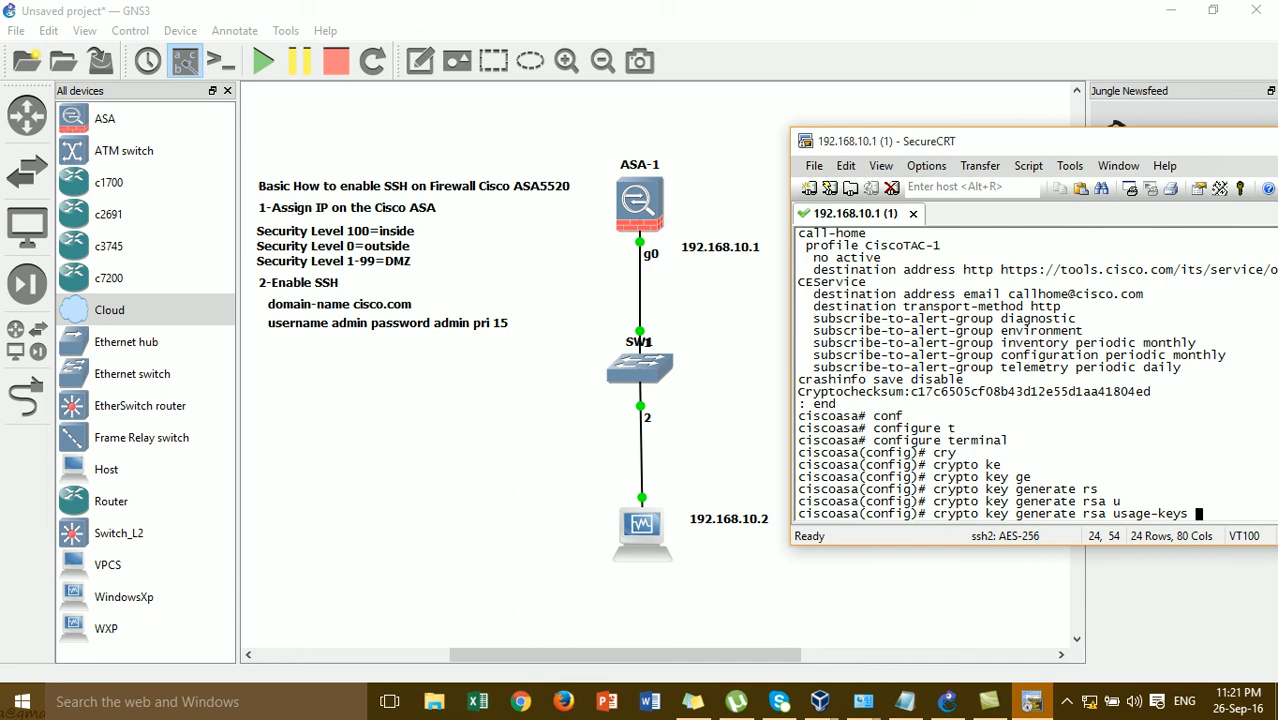 Unsaved project* — GNS3
File Edit View Control Device Annotate Tools Help
All devices
ASA
ATM switch
c1700
c2691
c3745
c7200
Cloud
Ethernet hub
Ethernet switch
EtherSwitch router
Frame Relay switch
Host
Router
Switch_L2
VPCS
WindowsXp
WXP
Basic How to enable SSH on Firewall Cisco ASA5520
1-Assign IP on the Cisco ASA
Security Level 100=inside
Security Level 0=outside
Security Level 1-99=DMZ
2-Enable SSH
domain-name cisco.com
username admin password admin pri 15
ASA-1
192.168.10.1
g0
SW1
2
192.168.10.2
Jungle Newsfeed
192.168.10.1 (1) - SecureCRT
File Edit View Options Transfer Script Tools Window Help
Enter host <Alt+R>
192.168.10.1 (1)
call-home
profile CiscoTAC-1
no active
destination address http https://tools.cisco.com/its/service/o
CEService
destination address email callhome@cisco.com
destination transport-method http
subscribe-to-alert-group diagnostic
subscribe-to-alert-group environment
subscribe-to-alert-group inventory periodic monthly
subscribe-to-alert-group configuration periodic monthly
subscribe-to-alert-group telemetry periodic daily
crashinfo save disable
Cryptochecksum:c17c6505cf08b43d12e55d1aa41804ed
: end
ciscoasa# conf
ciscoasa# configure t
ciscoasa# configure terminal
ciscoasa(config)# cry
ciscoasa(config)# crypto ke
ciscoasa(config)# crypto key ge
ciscoasa(config)# crypto key generate rs
ciscoasa(config)# crypto key generate rsa u
ciscoasa(config)# crypto key generate rsa usage-keys
Ready ssh2: AES-256 24, 54 24 Rows, 80 Cols VT100
Search the web and Windows
ENG
11:21 PM
26-Sep-16